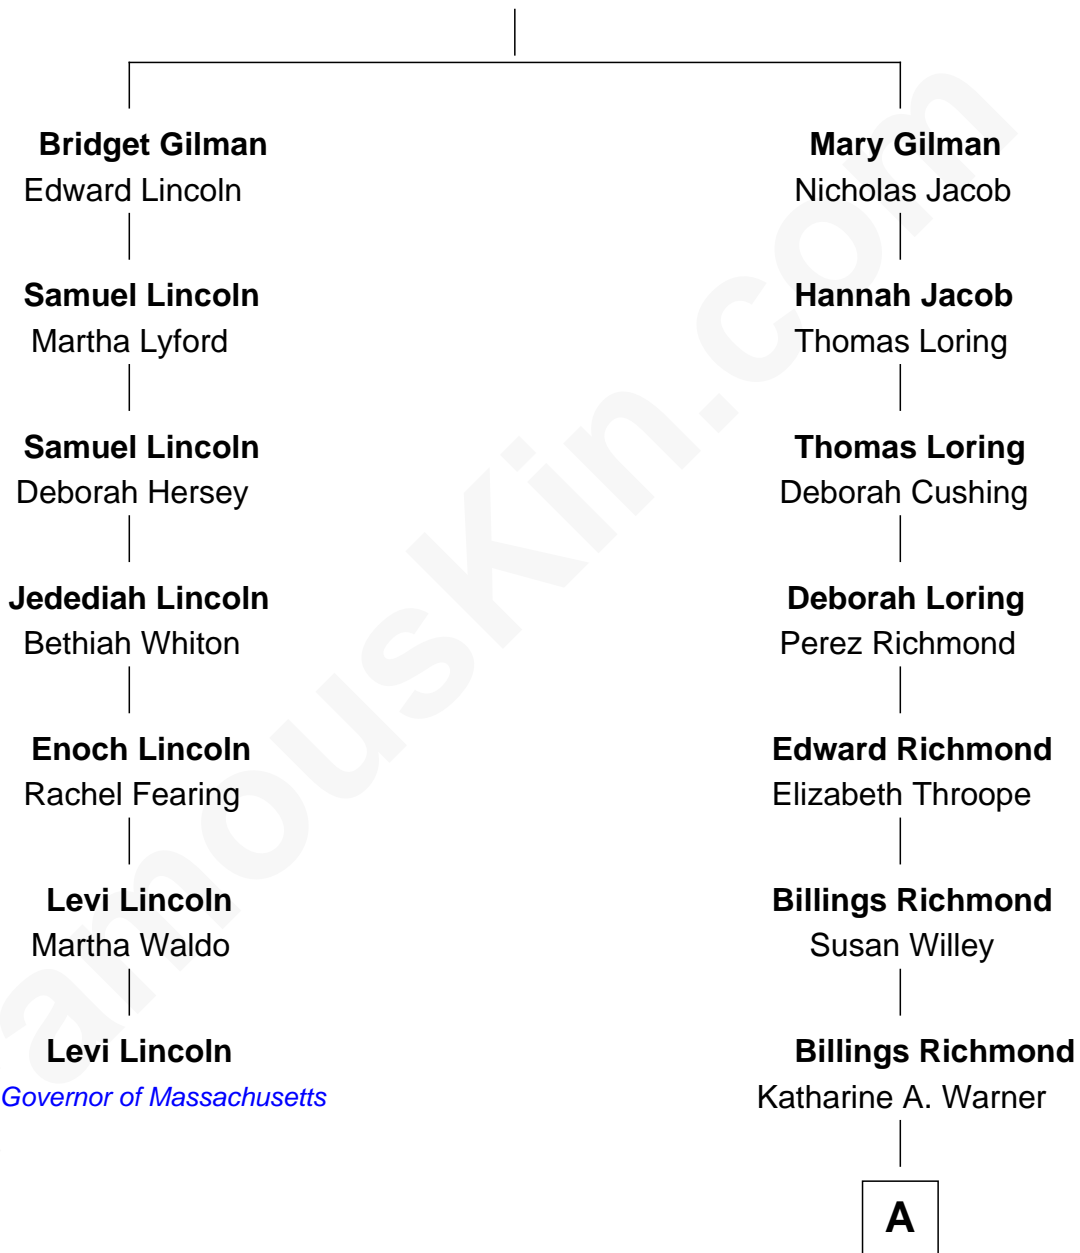 Bridget Gilman
Edward Lincoln
Mary Gilman
Nicholas Jacob
Samuel Lincoln
Martha Lyford
Hannah Jacob
Thomas Loring
Samuel Lincoln
Deborah Hersey
Thomas Loring
Deborah Cushing
Jedediah Lincoln
Bethiah Whiton
Deborah Loring
Perez Richmond
Enoch Lincoln
Rachel Fearing
Edward Richmond
Elizabeth Throope
Levi Lincoln
Martha Waldo
Billings Richmond
Susan Willey
Levi Lincoln
Governor of Massachusetts
Billings Richmond
Katharine A. Warner
A
amousKin.com